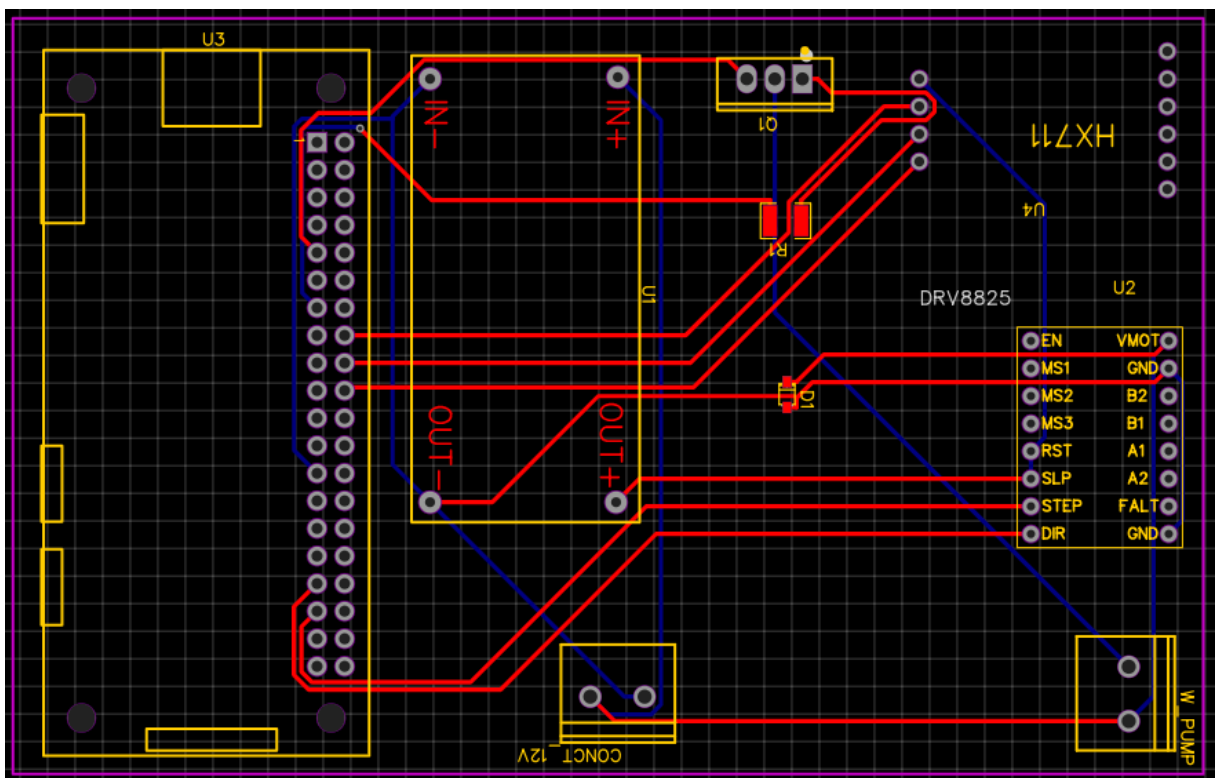 U3
1
IN-
IN+
Q1
HX711
U4
R1
U1
DRV8825
U2
EN
VMOT
MS1
GND
MS2
B2
MS3
B1
RST
A1
SLP
A2
STEP
FALT
DIR
GND
D1
OUT-
OUT+
CONCT_12V
W_PUMP